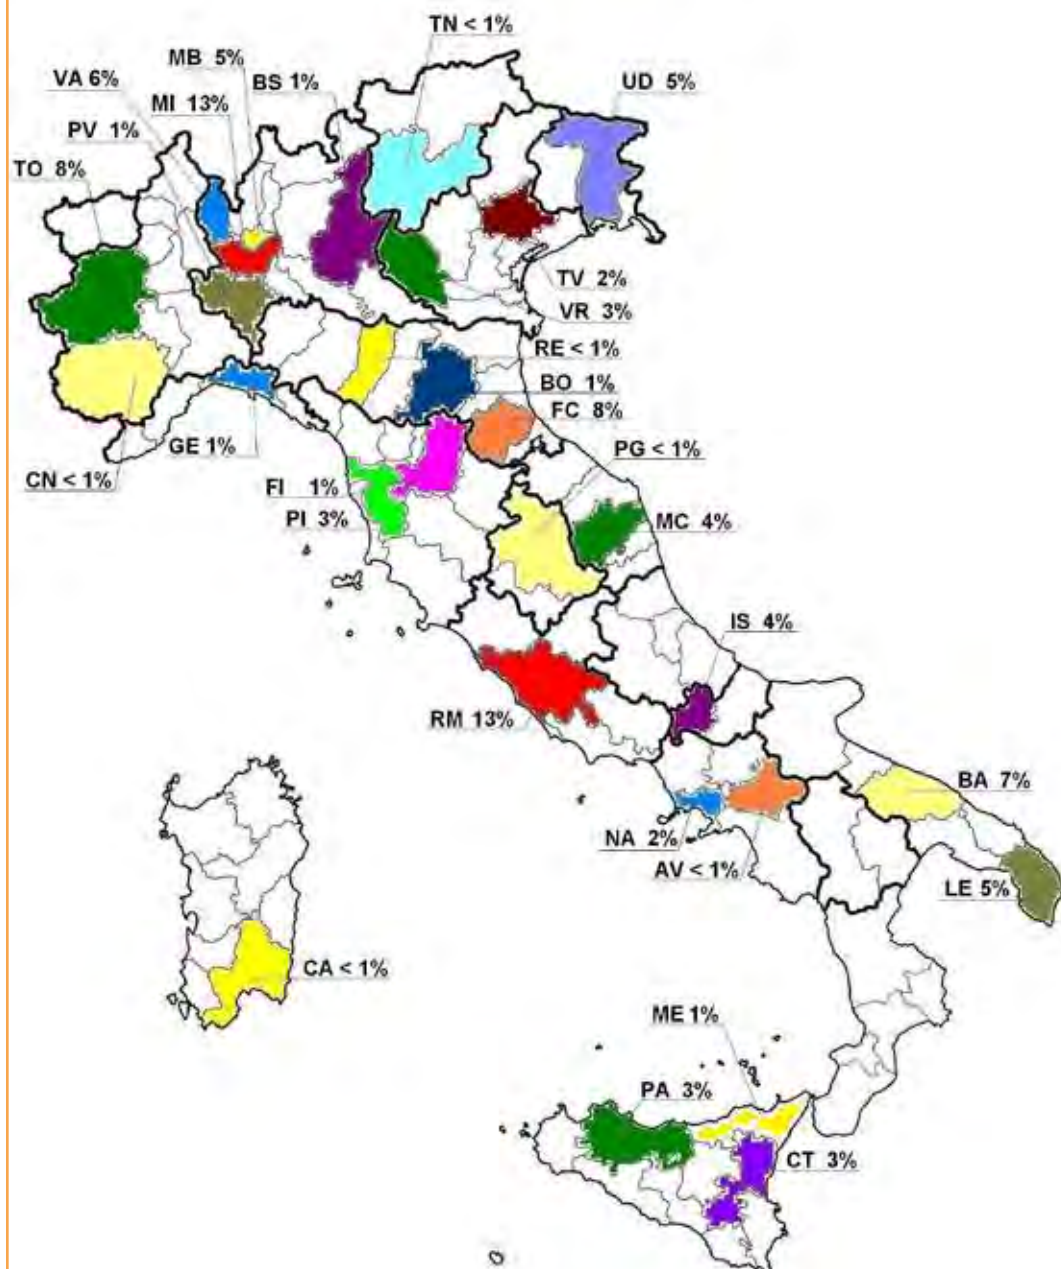 TN < 1%
MB 5%
UD 5%
VA 6%
BS 1%
MI 13%
PV 1%
TO 8%
TV 2%
VR 3%
RE < 1%
BO 1%
FC 8%
GE 1%
PG < 1%
CN < 1%
FI 1%
PI 3%
MC 4%
IS 4%
RM 13%
BA 7%
NA 2%
AV < 1%
LE 5%
CA < 1%
ME 1%
PA 3%
CT 3%